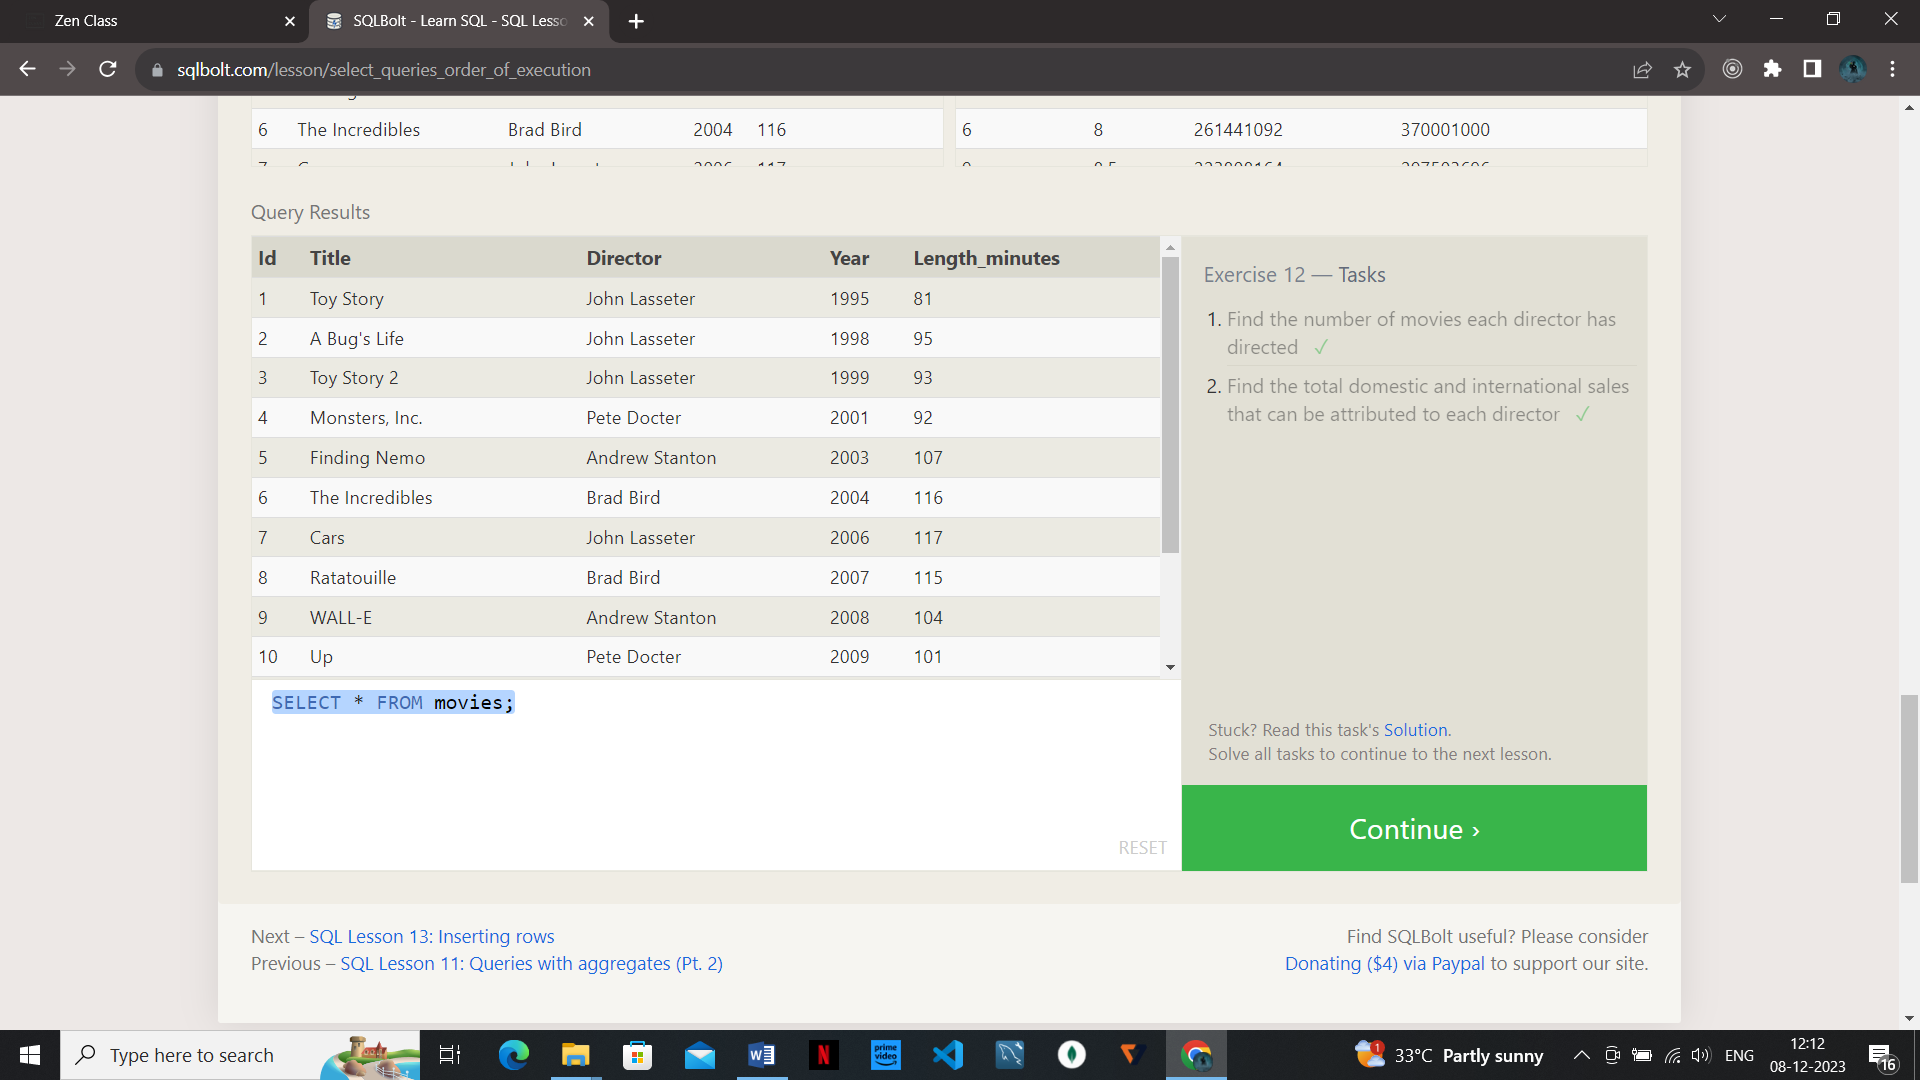 Zen Class
SQLBolt - Learn SQL - SQL Lesso
sqlbolt.com/lesson/select_queries_order_of_execution
6 The Incredibles Brad Bird 2004 116
6 8 261441092 370001000
Query Results
Id Title Director Year Length_minutes
1 Toy Story John Lasseter 1995 81
2 A Bug's Life John Lasseter 1998 95
3 Toy Story 2 John Lasseter 1999 93
4 Monsters, Inc. Pete Docter 2001 92
5 Finding Nemo Andrew Stanton 2003 107
6 The Incredibles Brad Bird 2004 116
7 Cars John Lasseter 2006 117
8 Ratatouille Brad Bird 2007 115
9 WALL-E Andrew Stanton 2008 104
10 Up Pete Docter 2009 101
SELECT * FROM movies;
RESET
Exercise 12 — Tasks
1. Find the number of movies each director has
directed ✓
2. Find the total domestic and international sales
that can be attributed to each director ✓
Stuck? Read this task's Solution.
Solve all tasks to continue to the next lesson.
Continue ›
Next – SQL Lesson 13: Inserting rows
Previous – SQL Lesson 11: Queries with aggregates (Pt. 2)
Find SQLBolt useful? Please consider
Donating ($4) via Paypal to support our site.
Type here to search
prime
video
33°C Partly sunny
ENG
12:12
08-12-2023
16